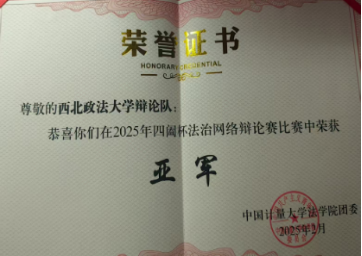 荣誉证书
HONORARY CREDENTIAL
尊敬的西北政法大学辩论队：
恭喜你们在2025年四阖杯法治网络辩论赛比赛中荣获
亚军
中国计量大学法学院团委
2025年2月